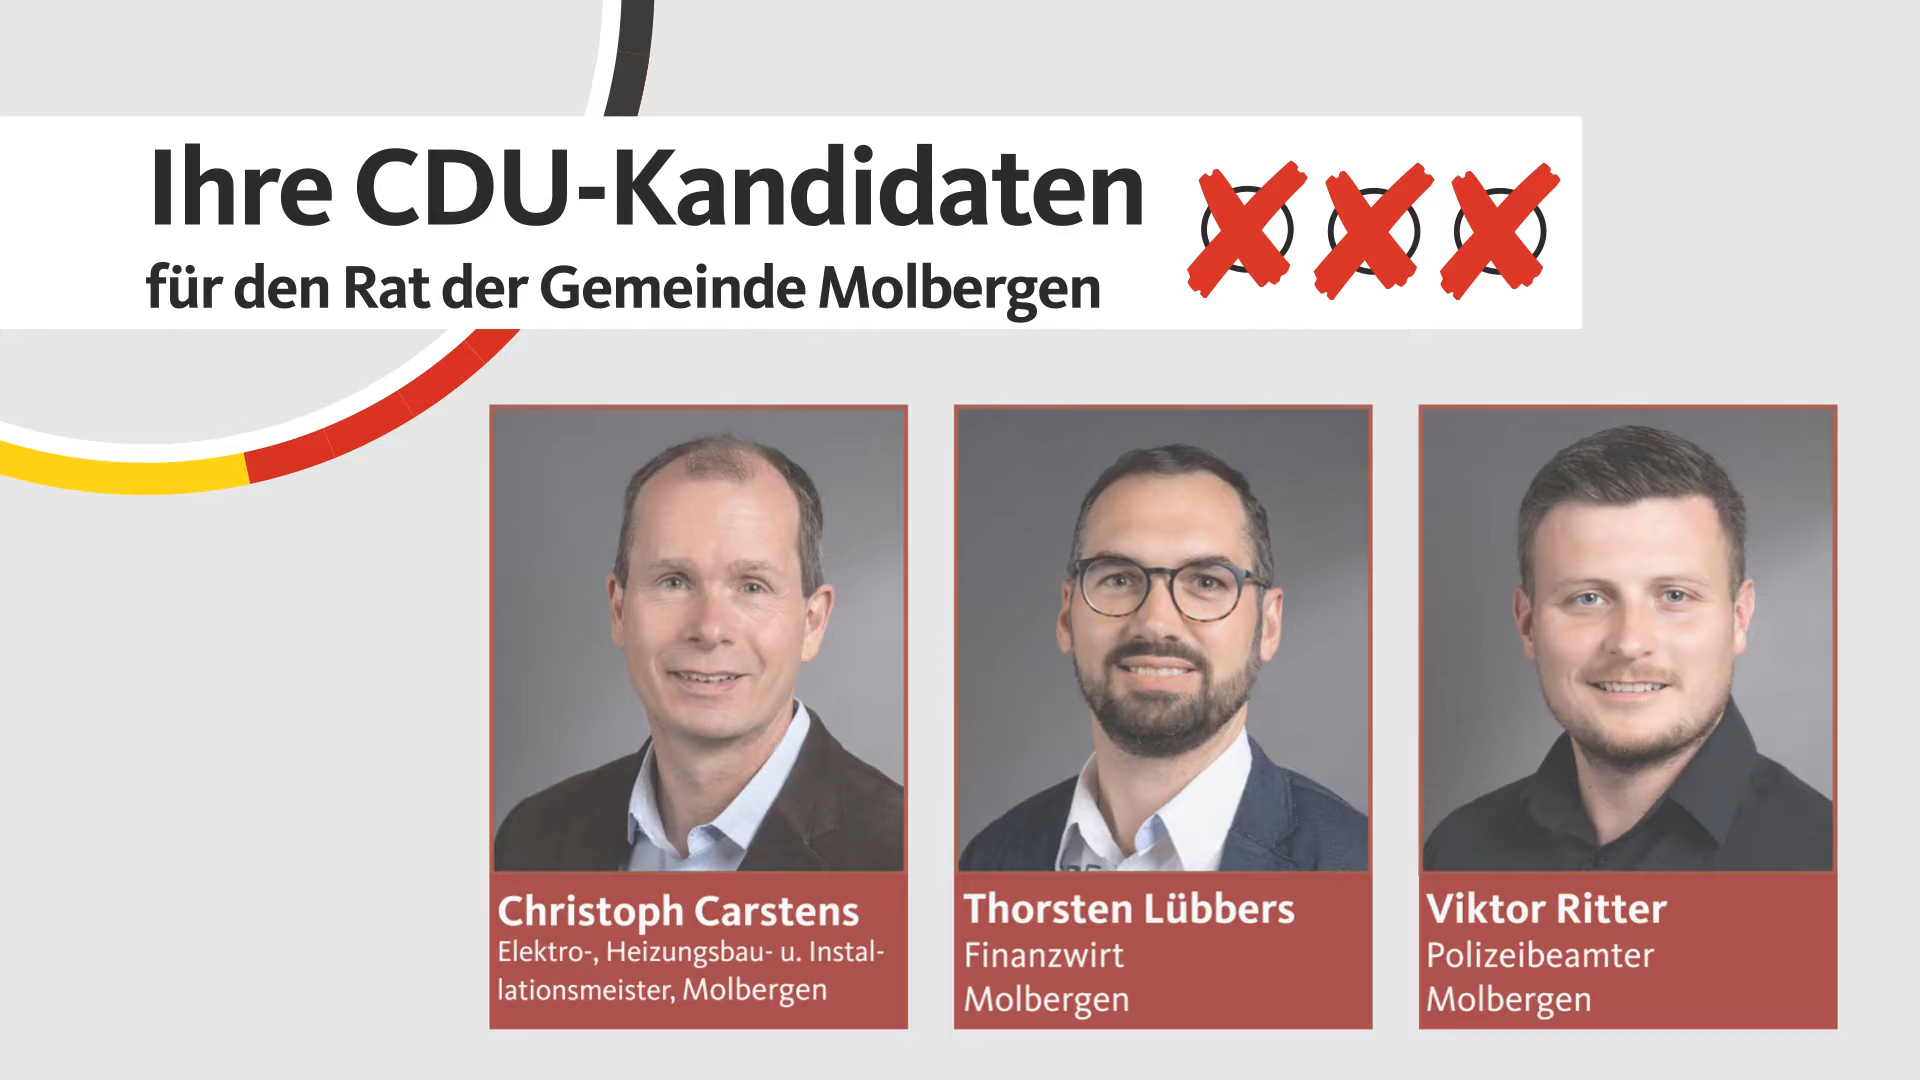 Ihre CDU-Kandidaten
für den Rat der Gemeinde Molbergen
Christoph Carstens
Elektro-, Heizungsbau- u. Instal-
lationsmeister, Molbergen
Thorsten Lübbers
Finanzwirt
Molbergen
Viktor Ritter
Polizeibeamter
Molbergen